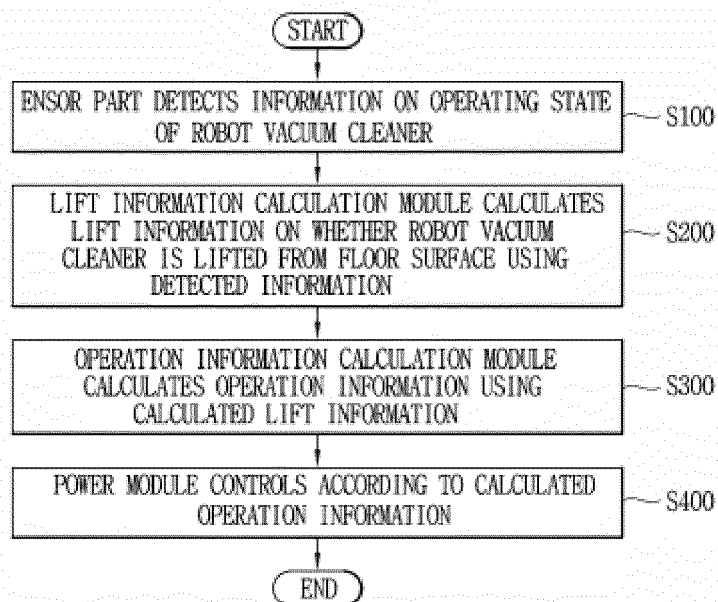 START
ENSOR PART DETECTS INFORMATION ON OPERATING STATE
OF ROBOT VACUUM CLEANER
S100
LIFT INFORMATION CALCULATION MODULE CALCULATES
LIFT INFORMATION ON WHETHER ROBOT VACUUM
CLEANER IS LIFTED FROM FLOOR SURFACE USING
DETECTED INFORMATION
S200
OPERATION INFORMATION CALCULATION MODULE
CALCULATES OPERATION INFORMATION USING
CALCULATED LIFT INFORMATION
S300
POWER MODULE CONTROLS ACCORDING TO CALCULATED
OPERATION INFORMATION
S400
END